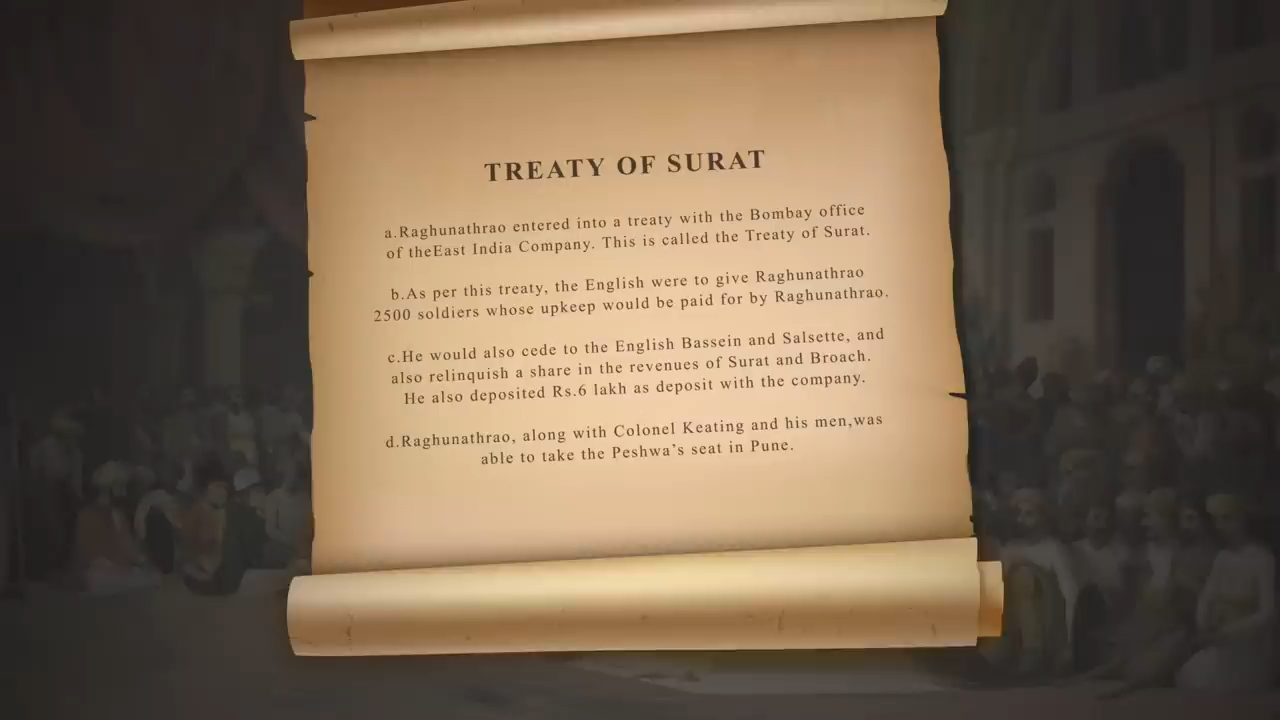 TREATY OF SURAT
a.Raghunathrao entered into a treaty with the Bombay office
of theEast India Company. This is called the Treaty of Surat.
b.As per this treaty, the English were to give Raghunathrao
2500 soldiers whose upkeep would be paid for by Raghunathrao.
c.He would also cede to the English Bassein and Salsette, and
also relinquish a share in the revenues of Surat and Broach.
He also deposited Rs.6 lakh as deposit with the company.
d.Raghunathrao, along with Colonel Keating and his men,was
able to take the Peshwa’s seat in Pune.